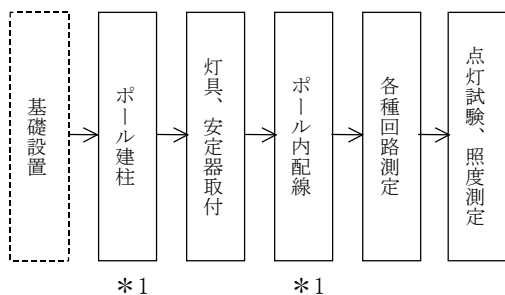 基礎設置
ポール建柱
灯具、安定器取付
ポール内配線
各種回路測定
点灯試験、照度測定
＊1
＊1